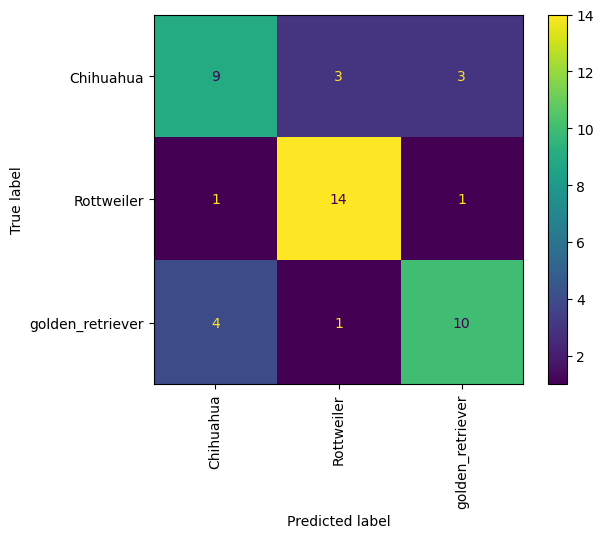 Chihuahua 9 3 3
Rottweiler 1 14 1
golden_retriever 4 1 10
True label
Chihuahua
Rottweiler
golden_retriever
Predicted label
14
12
10
8
6
4
2